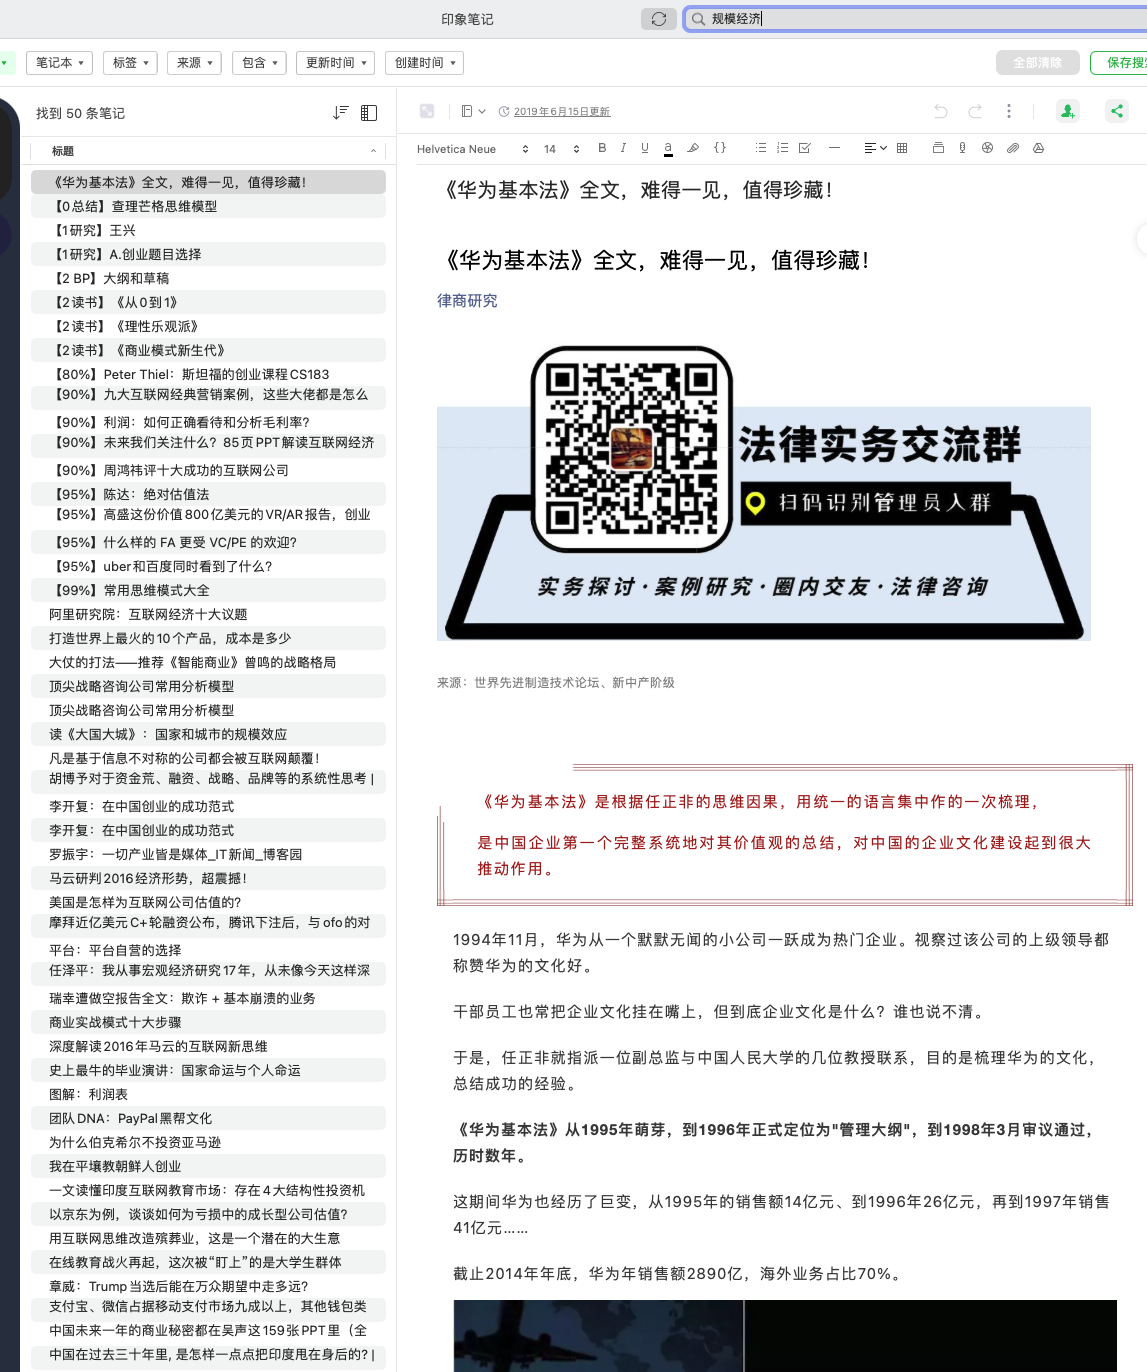 印象笔记
规模经济
笔记本
标签
来源
包含
更新时间
创建时间
全部清除
保存搜
找到 50 条笔记
标题
《华为基本法》全文，难得一见，值得珍藏！
【0总结】查理芒格思维模型
【1研究】王兴
【1研究】A.创业题目选择
【2 BP】大纲和草稿
【2读书】《从0到1》
【2读书】《理性乐观派》
【2读书】《商业模式新生代》
【80%】Peter Thiel：斯坦福的创业课程CS183
【90%】九大互联网经典营销案例，这些大佬都是怎么
【90%】利润：如何正确看待和分析毛利率？
【90%】未来我们关注什么？85页PPT解读互联网经济
【90%】周鸿祎评十大成功的互联网公司
【95%】陈达：绝对估值法
【95%】高盛这份价值800亿美元的VR/AR报告，创业
【95%】什么样的 FA 更受 VC/PE 的欢迎？
【95%】uber和百度同时看到了什么？
【99%】常用思维模式大全
阿里研究院：互联网经济十大议题
打造世界上最火的10个产品，成本是多少
大仗的打法——推荐《智能商业》曾鸣的战略格局
顶尖战略咨询公司常用分析模型
顶尖战略咨询公司常用分析模型
读《大国大城》：国家和城市的规模效应
凡是基于信息不对称的公司都会被互联网颠覆！
胡博予对于资金荒、融资、战略、品牌等的系统性思考 |
李开复：在中国创业的成功范式
李开复：在中国创业的成功范式
罗振宇：一切产业皆是媒体_IT新闻_博客园
马云研判2016经济形势，超震撼！
美国是怎样为互联网公司估值的？
摩拜近亿美元C+轮融资公布，腾讯下注后，与ofo的对
平台：平台自营的选择
任泽平：我从事宏观经济研究17年，从未像今天这样深
瑞幸遭做空报告全文：欺诈 + 基本崩溃的业务
商业实战模式十大步骤
深度解读2016年马云的互联网新思维
史上最牛的毕业演讲：国家命运与个人命运
图解：利润表
团队DNA：PayPal黑帮文化
为什么伯克希尔不投资亚马逊
我在平壤教朝鲜人创业
一文读懂印度互联网教育市场：存在4大结构性投资机
以京东为例，谈谈如何为亏损中的成长型公司估值？
用互联网思维改造殡葬业，这是一个潜在的大生意
在线教育战火再起，这次被“盯上”的是大学生群体
章威：Trump当选后能在万众期望中走多远？
支付宝、微信占据移动支付市场九成以上，其他钱包类
中国未来一年的商业秘密都在吴声这159张PPT里（全
中国在过去三十年里, 是怎样一点点把印度甩在身后的? |
2019年6月15日更新
Helvetica Neue 14 B I U a {}
《华为基本法》全文，难得一见，值得珍藏！
《华为基本法》全文，难得一见，值得珍藏！
律商研究
法律实务交流群
扫码识别管理员入群
实务探讨·案例研究·圈内交友·法律咨询
来源：世界先进制造技术论坛、新中产阶级
《华为基本法》是根据任正非的思维因果，用统一的语言集中作的一次梳理，
是中国企业第一个完整系统地对其价值观的总结，对中国的企业文化建设起到很大
推动作用。
1994年11月，华为从一个默默无闻的小公司一跃成为热门企业。视察过该公司的上级领导都
称赞华为的文化好。
干部员工也常把企业文化挂在嘴上，但到底企业文化是什么？谁也说不清。
于是，任正非就指派一位副总监与中国人民大学的几位教授联系，目的是梳理华为的文化，
总结成功的经验。
《华为基本法》从1995年萌芽，到1996年正式定位为"管理大纲"，到1998年3月审议通过，
历时数年。
这期间华为也经历了巨变，从1995年的销售额14亿元、到1996年26亿元，再到1997年销售
41亿元……
截止2014年年底，华为年销售额2890亿，海外业务占比70%。